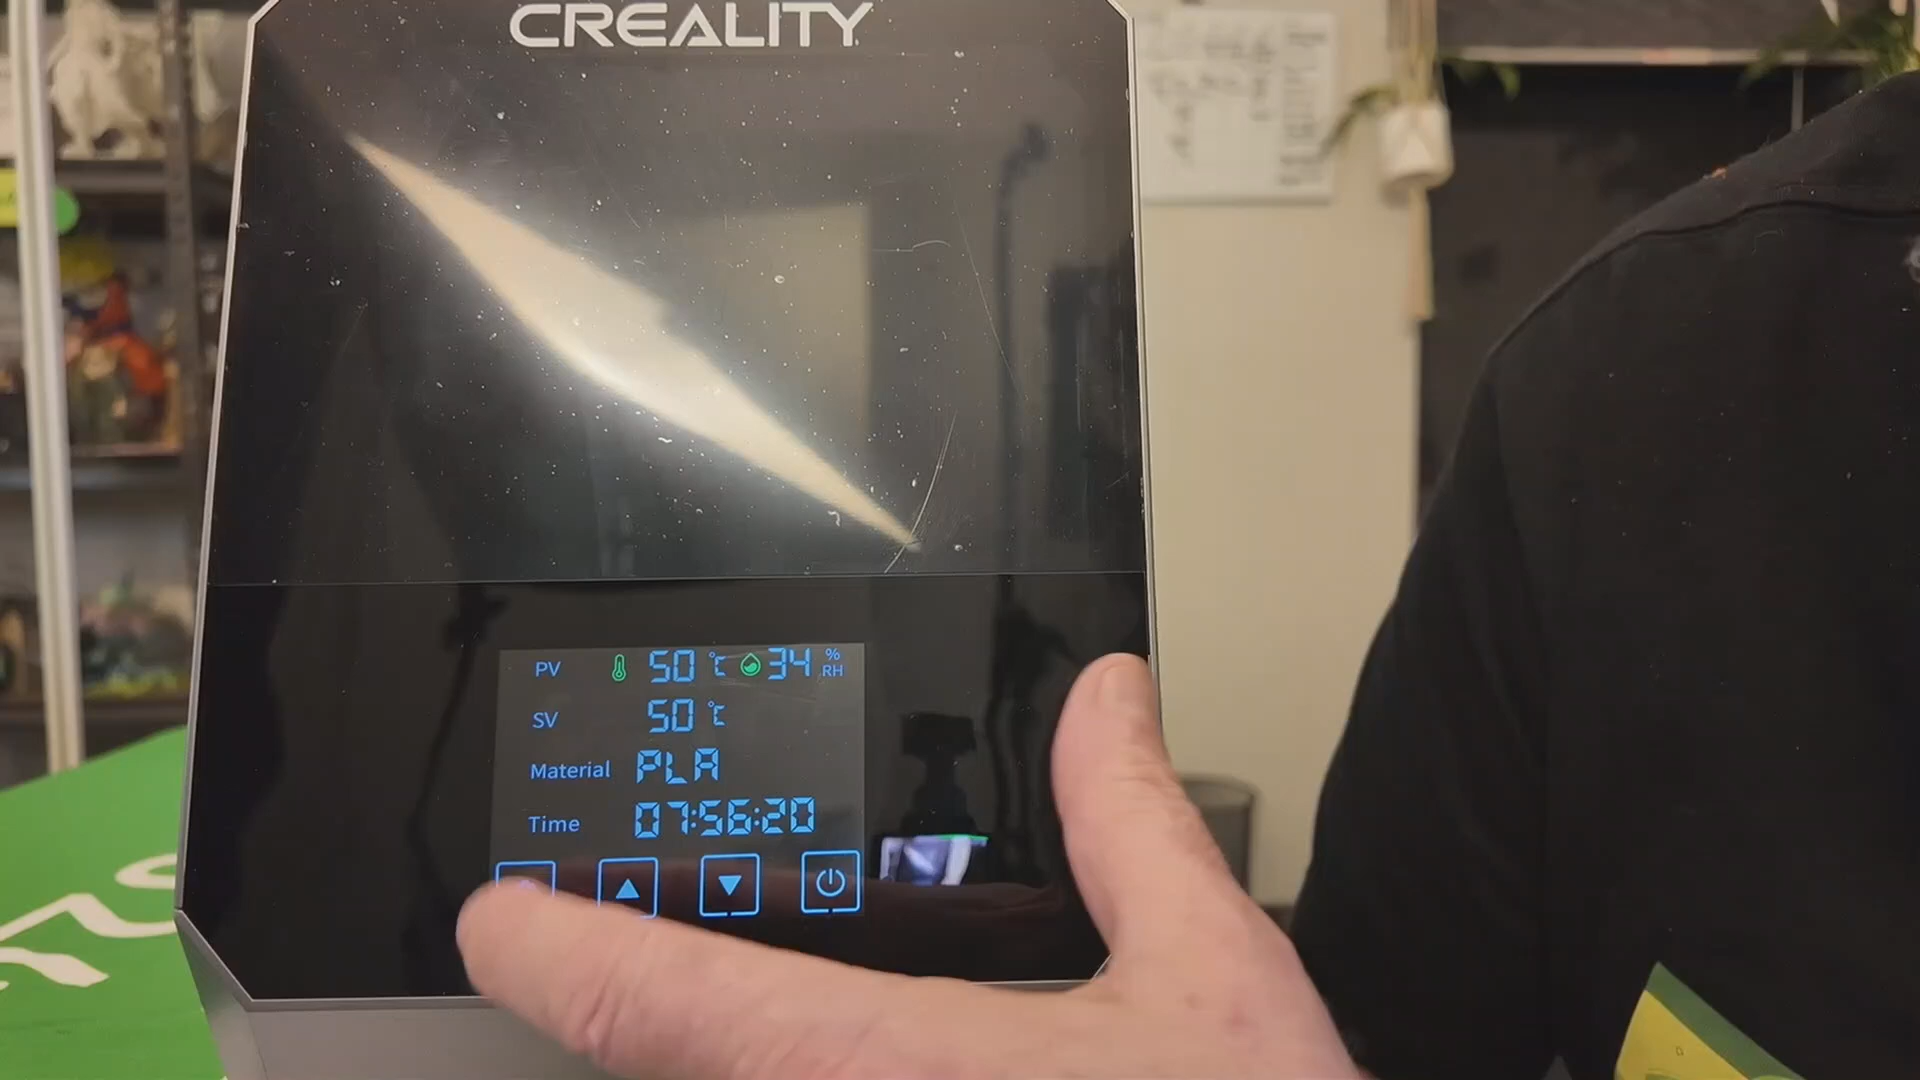 CREALITY
PV 50 ℃ 34 % RH
SV 50 ℃
Material PLA
Time 07:56:20